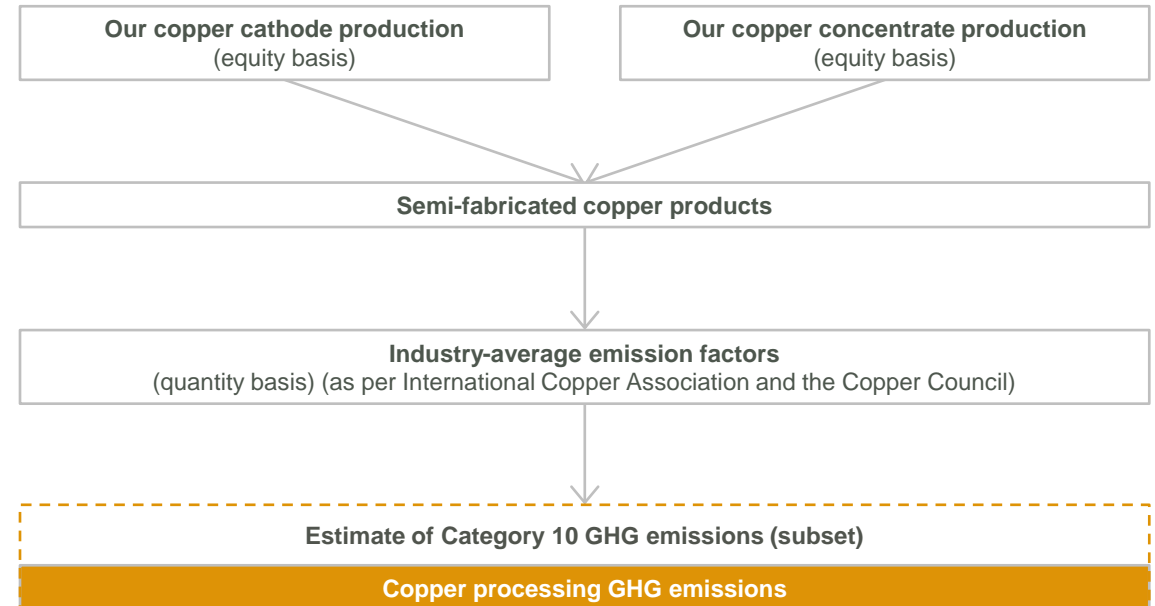 Our copper cathode production
(equity basis)
Our copper concentrate production
(equity basis)
Semi-fabricated copper products
Industry-average emission factors
(quantity basis) (as per International Copper Association and the Copper Council)
Estimate of Category 10 GHG emissions (subset)
Copper processing GHG emissions